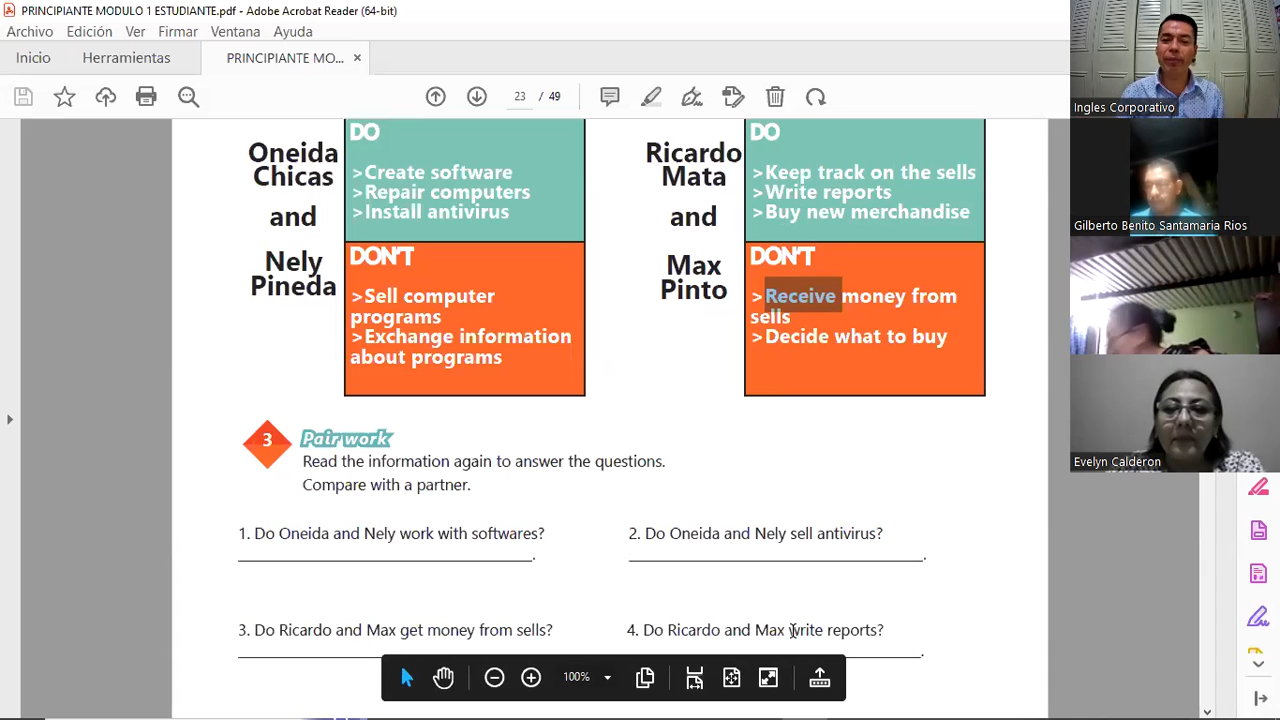 PRINCIPIANTE MODULO 1 ESTUDIANTE.pdf - Adobe Acrobat Reader (64-bit)
Archivo Edición Ver Firmar Ventana Ayuda
Inicio Herramientas PRINCIPIANTE MO... ×
23 / 49
Oneida
Chicas
and
Nely
Pineda
DO
>Create software
>Repair computers
>Install antivirus
DON'T
>Sell computer
programs
>Exchange information
about programs
Ricardo
Mata
and
Max
Pinto
DO
>Keep track on the sells
>Write reports
>Buy new merchandise
DON'T
>Receive money from
sells
>Decide what to buy
3 Pair work
Read the information again to answer the questions.
Compare with a partner.
1. Do Oneida and Nely work with softwares?
2. Do Oneida and Nely sell antivirus?
3. Do Ricardo and Max get money from sells?
4. Do Ricardo and Max write reports?
100%
Ingles Corporativo
Gilberto Benito Santamaria Rios
Evelyn Calderon